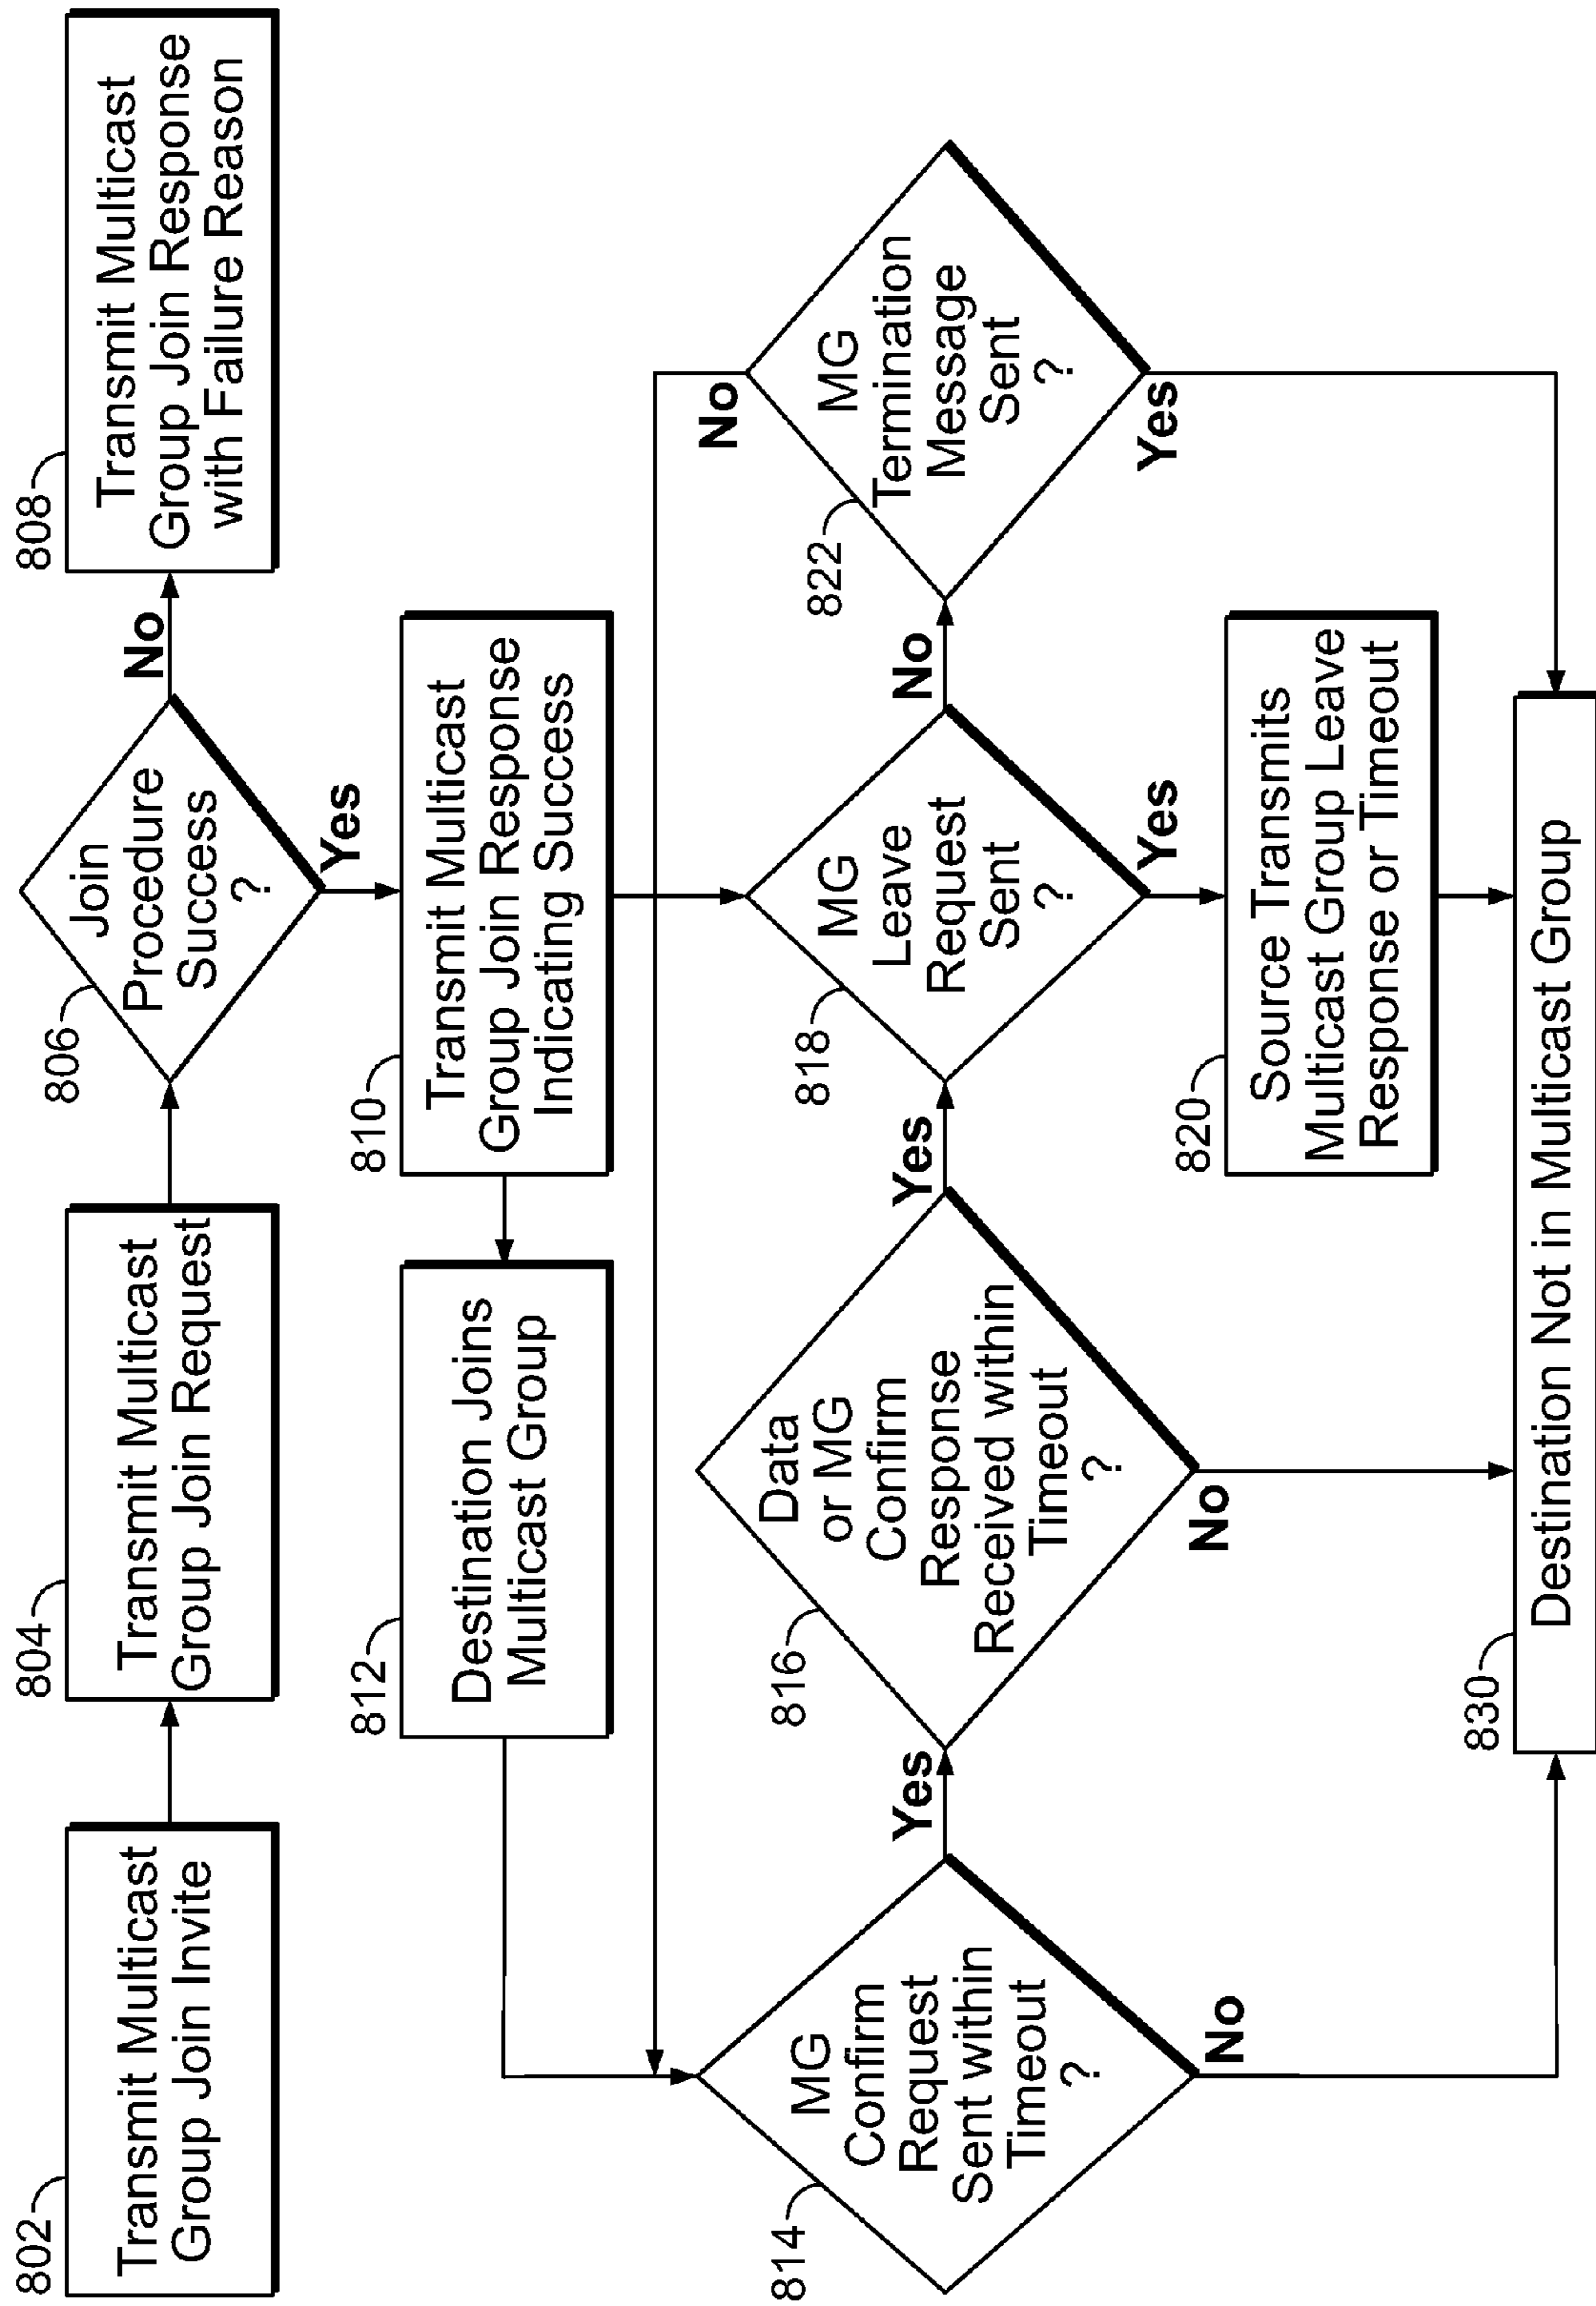 802
Transmit Multicast
Group Join Invite
804
Transmit Multicast
Group Join Request
806
Join
Procedure
Success
?
No
Yes
808
Transmit Multicast
Group Join Response
with Failure Reason
810
Transmit Multicast
Group Join Response
Indicating Success
812
Destination Joins
Multicast Group
814
MG
Confirm
Request
Sent within
Timeout
?
Yes
No
816
Data
or MG
Confirm
Response
Received within
Timeout
?
Yes
No
818
MG
Leave
Request
Sent
?
No
Yes
822
MG
Termination
Message
Sent
?
No
Yes
820
Source Transmits
Multicast Group Leave
Response or Timeout
830
Destination Not in Multicast Group